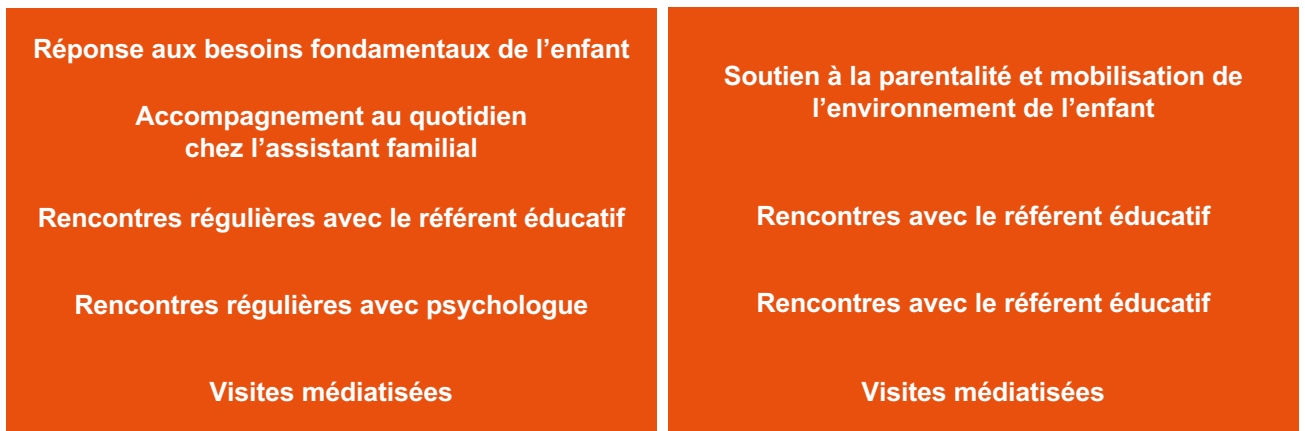 Réponse aux besoins fondamentaux de l’enfant
Accompagnement au quotidien
chez l’assistant familial
Rencontres régulières avec le référent éducatif
Rencontres régulières avec psychologue
Visites médiatisées
Soutien à la parentalité et mobilisation de
l’environnement de l’enfant
Rencontres avec le référent éducatif
Rencontres avec le référent éducatif
Visites médiatisées